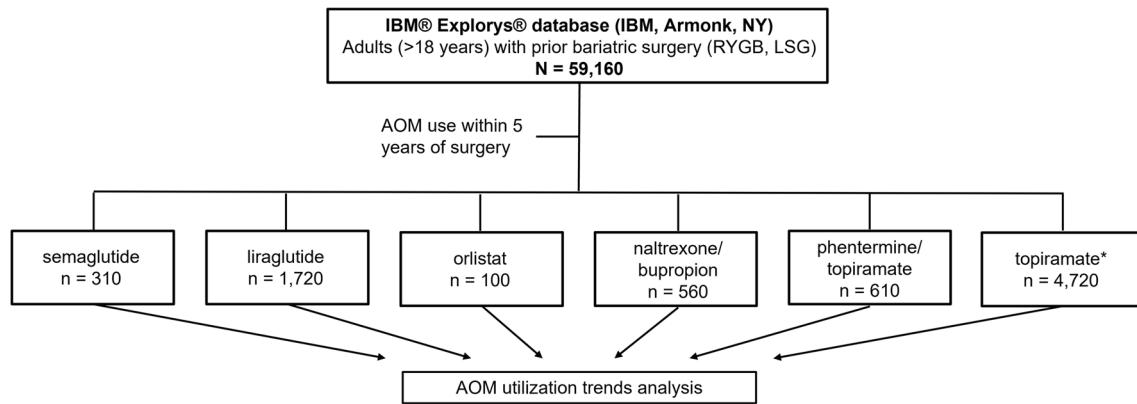 IBM® Explorys® database (IBM, Armonk, NY)
Adults (>18 years) with prior bariatric surgery (RYGB, LSG)
N = 59,160
AOM use within 5
years of surgery
semaglutide
n = 310
liraglutide
n = 1,720
orlistat
n = 100
naltrexone/
bupropion
n = 560
phentermine/
topiramate
n = 610
topiramate*
n = 4,720
AOM utilization trends analysis